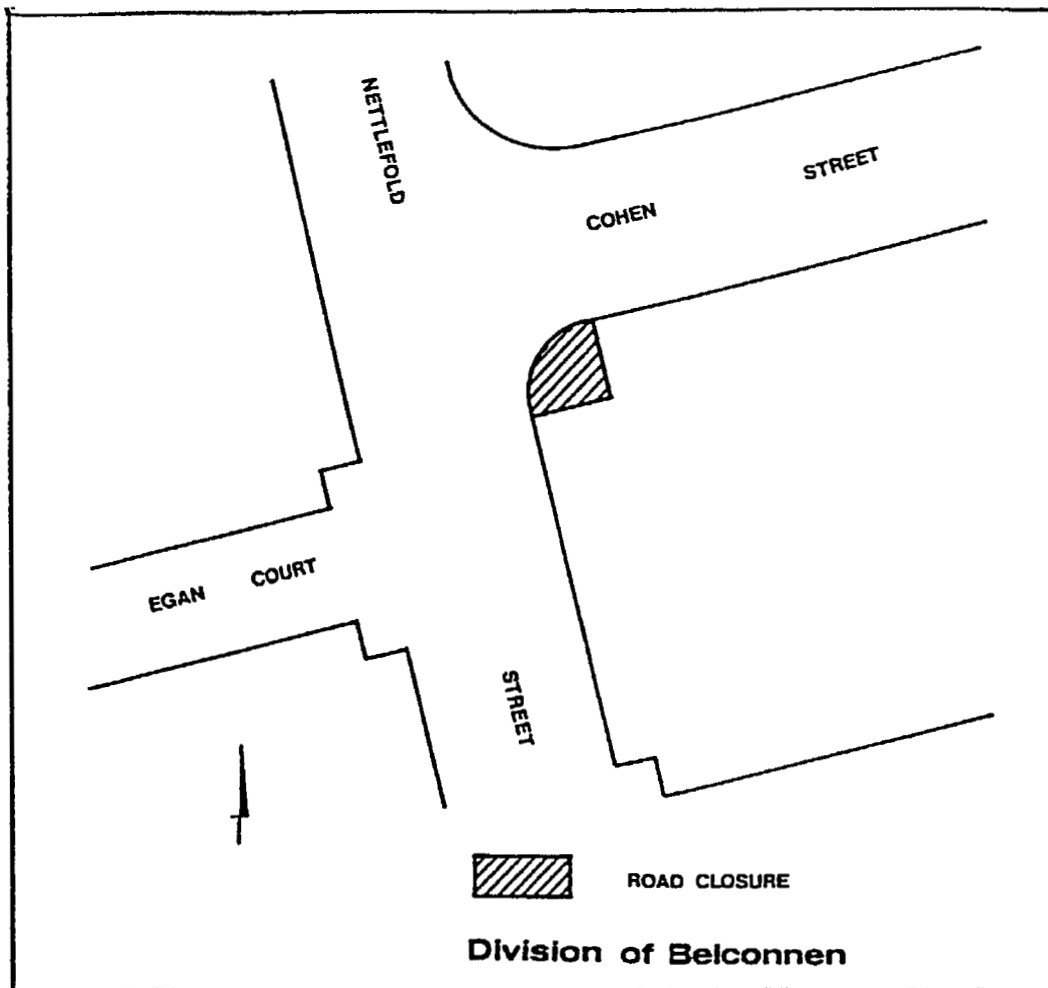 NETTLEFOLD
STREET
COHEN
STREET
EGAN COURT
ROAD CLOSURE
Division of Belconnen